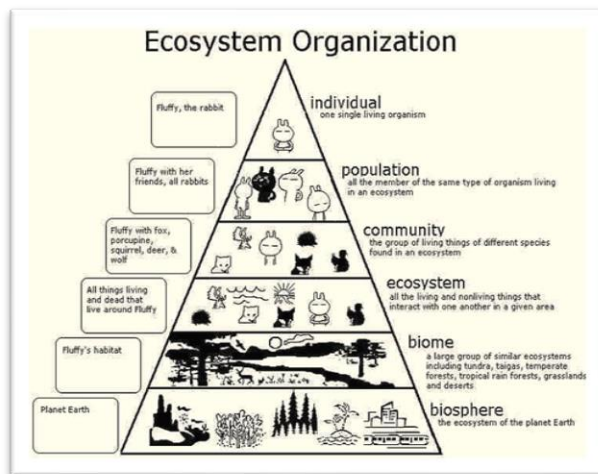 Ecosystem Organization
Fluffy, the rabbit
individual
one single living organism
Fluffy with her
friends, all rabbits
population
all the member of the same type of organism living
in an ecosystem
Fluffy with fox,
porcupine,
squirrel, deer, &
wolf
community
the group of living things of different species
found in an ecosystem
All things living
and dead that
live around Fluffy
ecosystem
all the living and nonliving things that
interact with one another in a given area
Fluffy's habitat
biome
a large group of similar ecosystems
including tundra, taigas, temperate
forests, tropical rain forests, grasslands
and deserts
Planet Earth
biosphere
the ecosystem of the planet Earth